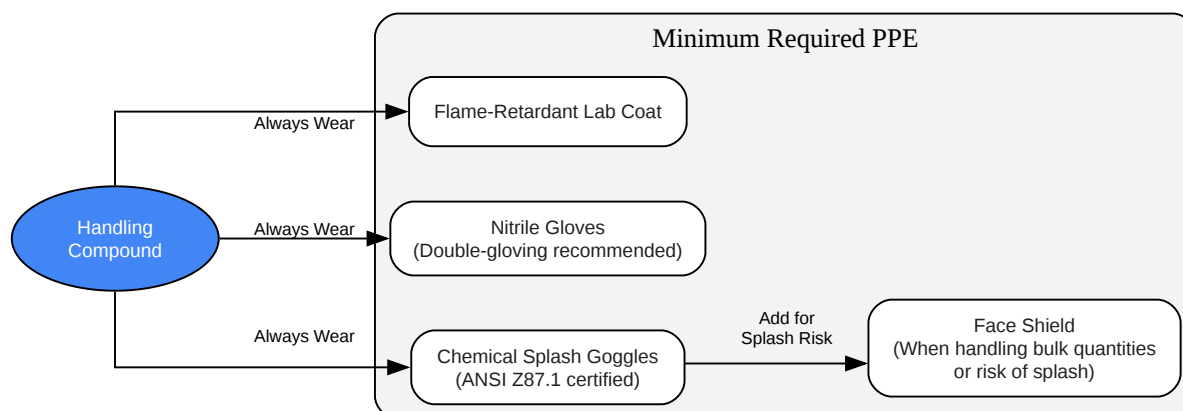 Minimum Required PPE
Flame-Retardant Lab Coat
Always Wear
Handling
Compound
Always Wear
Nitrile Gloves
(Double-gloving recommended)
Always Wear
Chemical Splash Goggles
(ANSI Z87.1 certified)
Add for
Splash Risk
Face Shield
(When handling bulk quantities
or risk of splash)